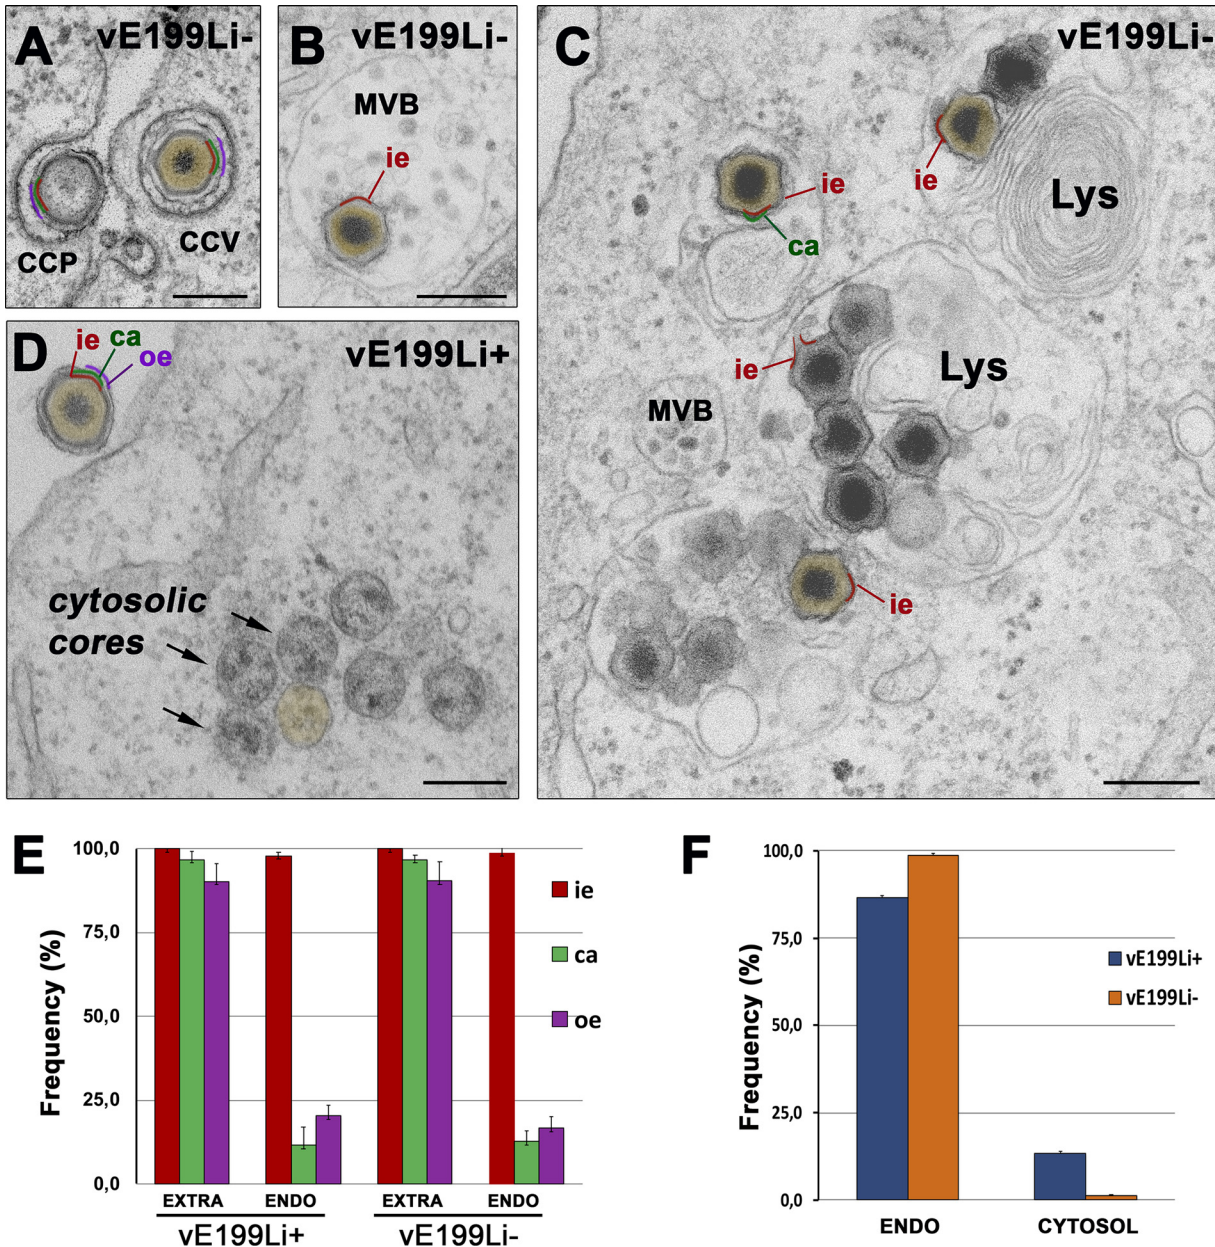 A vE199Li-
CCP
CCV
B vE199Li-
MVB
ie
C vE199Li-
ie
ca
ie
Lys
ie
Lys
MVB
ie
D vE199Li+
ie ca oe
cytosolic
cores
E
Frequency (%)
100,0
75,0
50,0
25,0
0,0
EXTRA ENDO EXTRA ENDO
vE199Li+ vE199Li-
ie
ca
oe
F
Frequency (%)
100,0
75,0
50,0
25,0
0,0
ENDO CYTOSOL
vE199Li+
vE199Li-